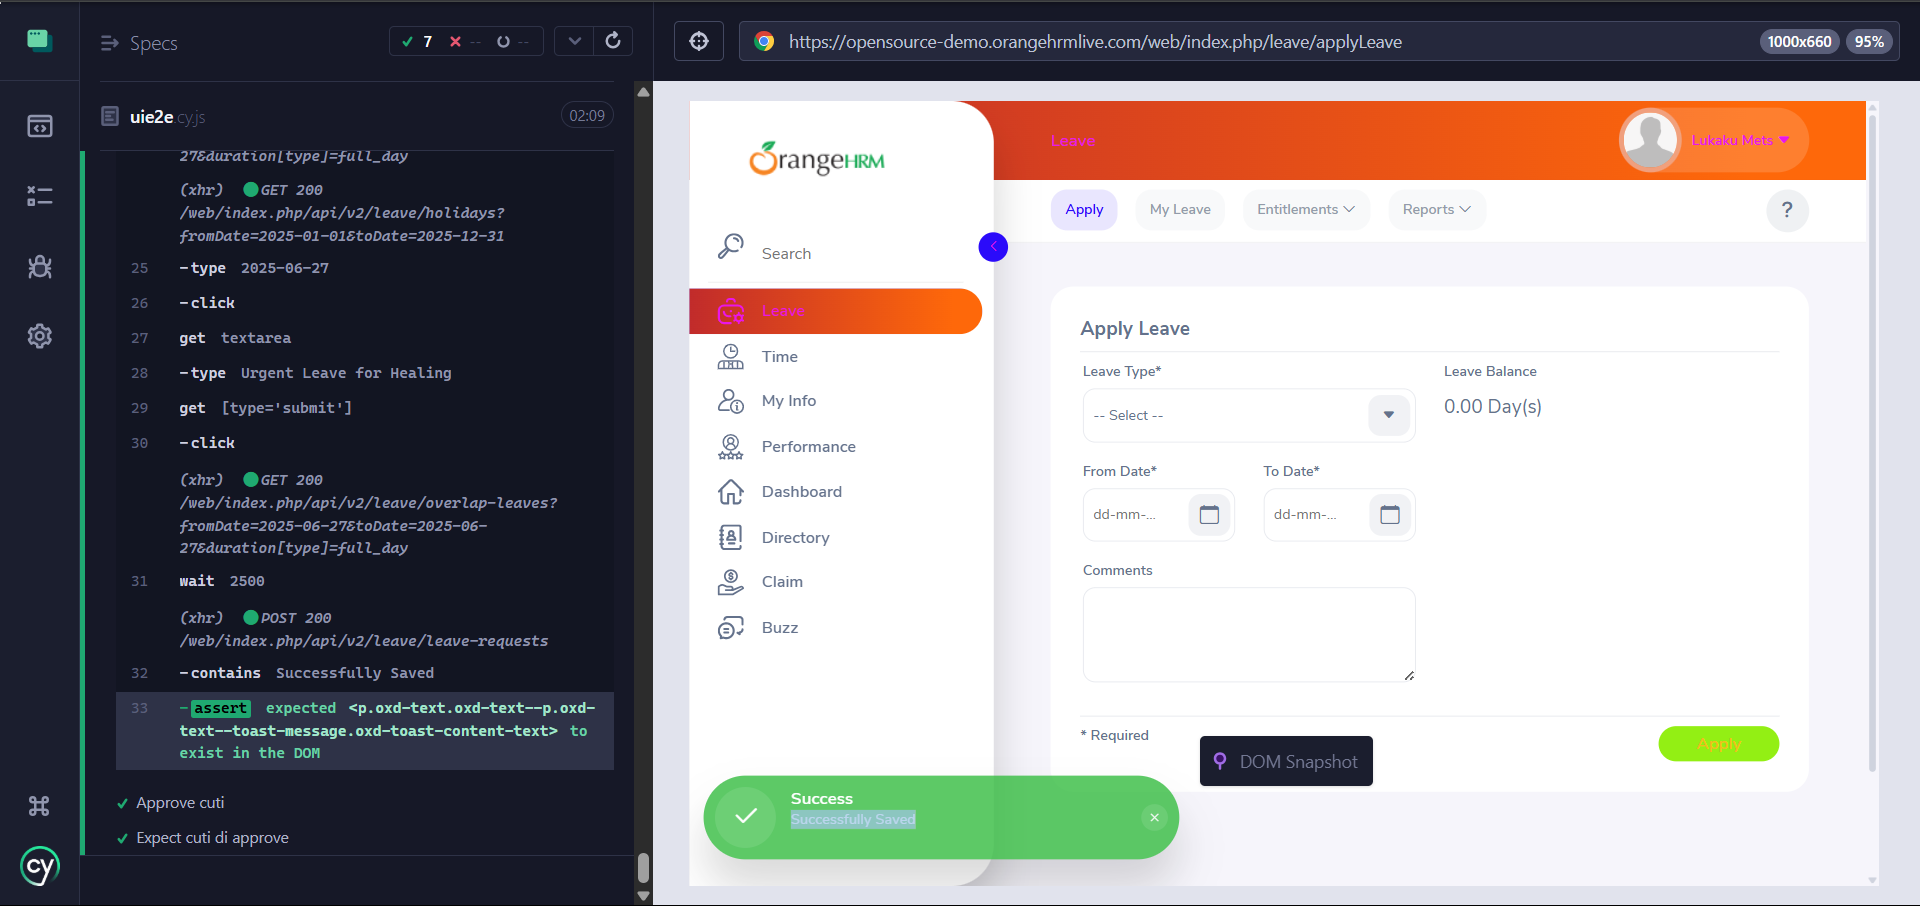 Specs
7
--
--
https://opensource-demo.orangehrmlive.com/web/index.php/leave/applyLeave
1000x660
95%
uie2e.cy.js
02:09
27&duration[type]=full_day
(xhr) GET 200
/web/index.php/api/v2/leave/holidays?
fromDate=2025-01-01&toDate=2025-12-31
25 -type 2025-06-27
26 -click
27 get textarea
28 -type Urgent Leave for Healing
29 get [type='submit']
30 -click
(xhr) GET 200
/web/index.php/api/v2/leave/overlap-leaves?
fromDate=2025-06-27&toDate=2025-06-
27&duration[type]=full_day
31 wait 2500
(xhr) POST 200
/web/index.php/api/v2/leave/leave-requests
32 -contains Successfully Saved
33 -assert expected <p.oxd-text.oxd-text--p.oxd-
text--toast-message.oxd-toast-content-text> to
exist in the DOM
Approve cuti
Expect cuti di approve
cy
OrangeHRM
Search
Leave
Time
My Info
Performance
Dashboard
Directory
Claim
Buzz
Leave
Lukaku Mets
Apply
My Leave
Entitlements
Reports
?
Apply Leave
Leave Type*
Leave Balance
-- Select --
0.00 Day(s)
From Date*
To Date*
dd-mm-...
dd-mm-...
Comments
* Required
Apply
DOM Snapshot
Success
Successfully Saved